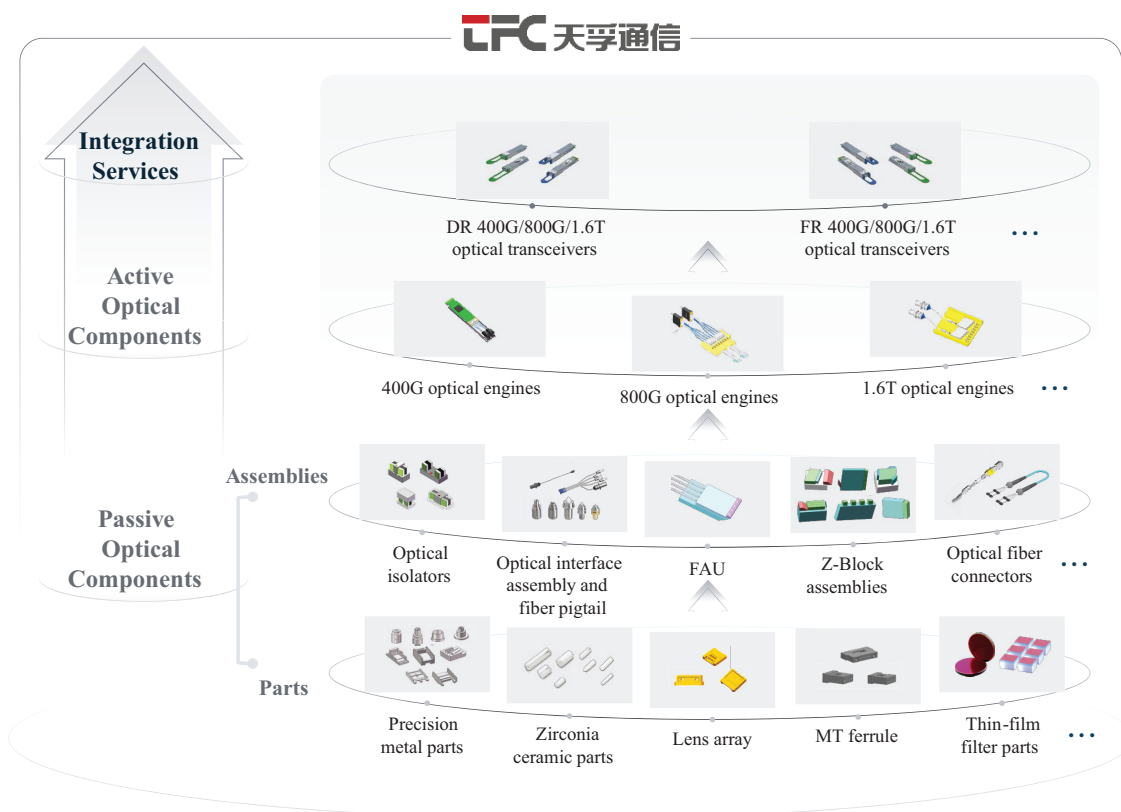 TFC 天孚通信
Integration
Services
DR 400G/800G/1.6T
optical transceivers
FR 400G/800G/1.6T
optical transceivers
...
Active
Optical
Components
400G optical engines
800G optical engines
1.6T optical engines
...
Assemblies
Passive
Optical
Components
Optical
isolators
Optical interface
assembly and
fiber pigtail
FAU
Z-Block
assemblies
Optical fiber
connectors
...
Parts
Precision
metal parts
Zirconia
ceramic parts
Lens array
MT ferrule
Thin-film
filter parts
...